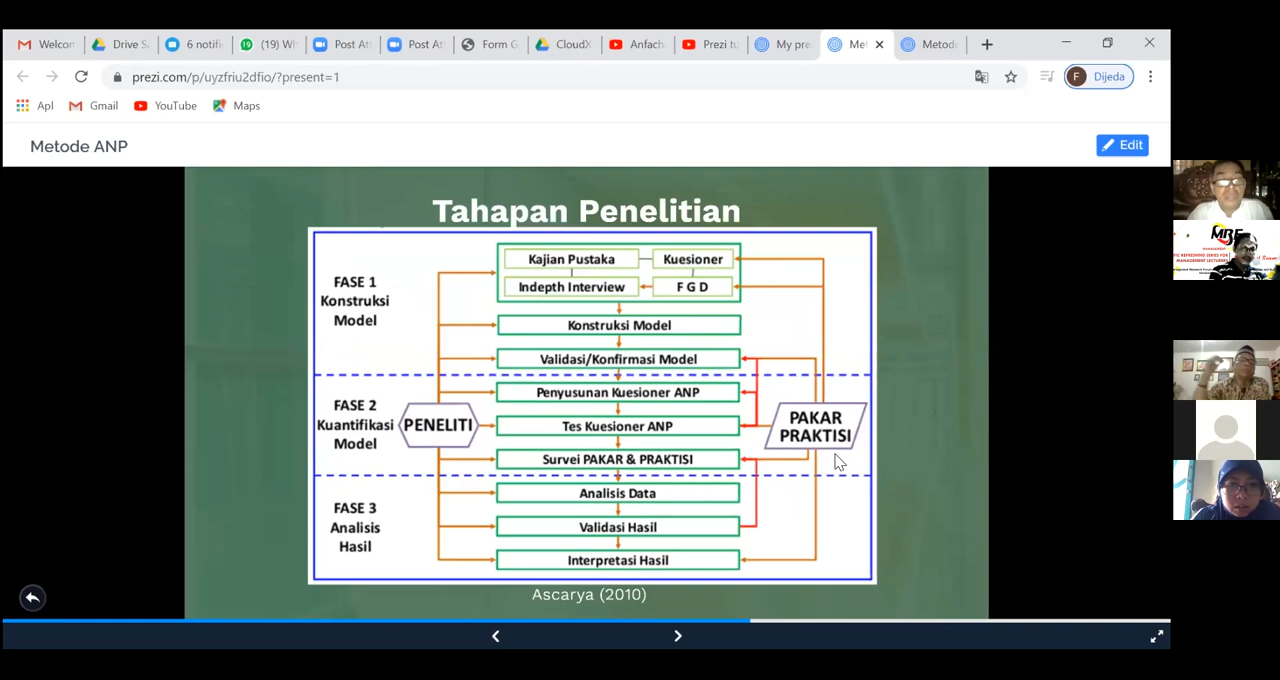 Welcon
Drive S
6 notifi
(19) Wh
Post At
Post At
Form G
CloudX
Anfach
Prezi tu
My pre
Met
Metode
prezi.com/p/uyzfriu2dfio/?present=1
F Dijeda
Apl
Gmail
YouTube
Maps
Metode ANP
Edit
Tahapan Penelitian
FASE 1
Konstruksi
Model
Kajian Pustaka
Kuesioner
Indepth Interview
F G D
Konstruksi Model
Validasi/Konfirmasi Model
FASE 2
Kuantifikasi
Model
PENELITI
Penyusunan Kuesioner ANP
Tes Kuesioner ANP
Survei PAKAR & PRAKTISI
PAKAR
PRAKTISI
FASE 3
Analisis
Hasil
Analisis Data
Validasi Hasil
Interpretasi Hasil
Ascarya (2010)